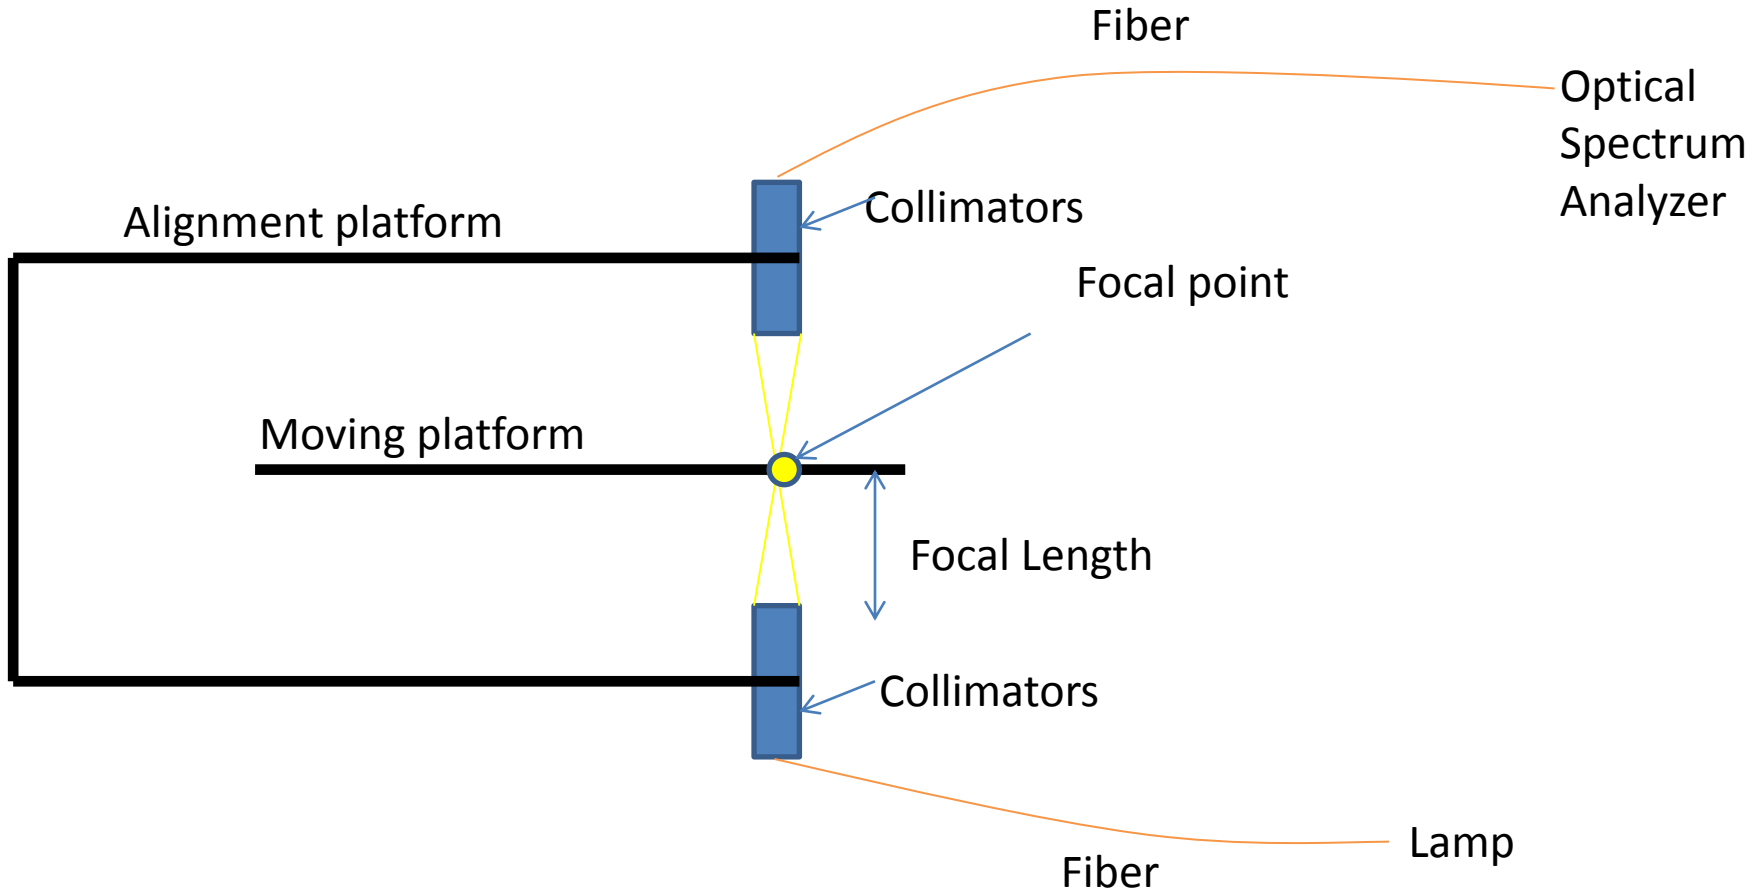 Fiber
Optical
Spectrum
Analyzer
Collimators
Alignment platform
Focal point
Moving platform
Focal Length
Collimators
Lamp
Fiber